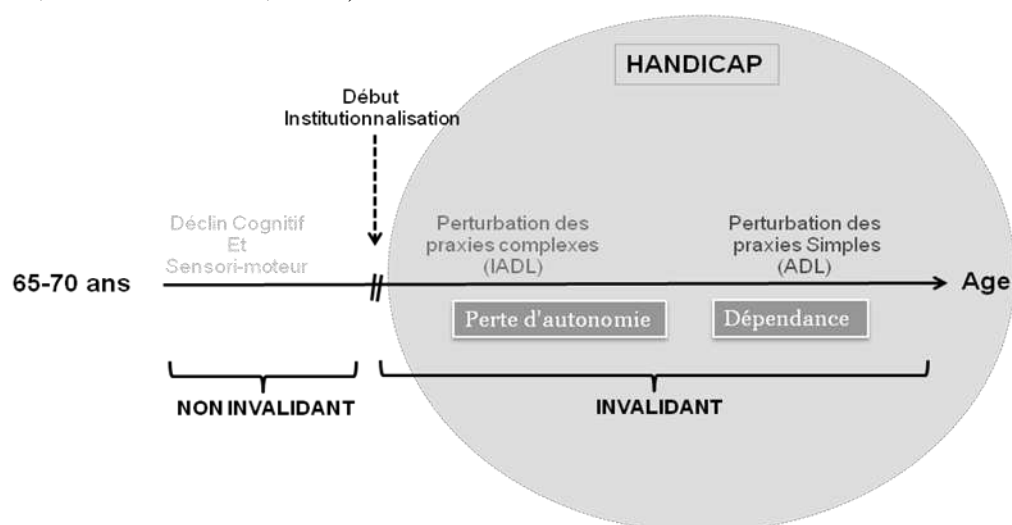 HANDICAP
Début
Institutionnalisation
Déclin Cognitif
Et
Sensori-moteur
Perturbation des
praxies complexes
(IADL)
Perturbation des
praxies Simples
(ADL)
65-70 ans
Age
Perte d'autonomie
Dépendance
NON INVALIDANT
INVALIDANT